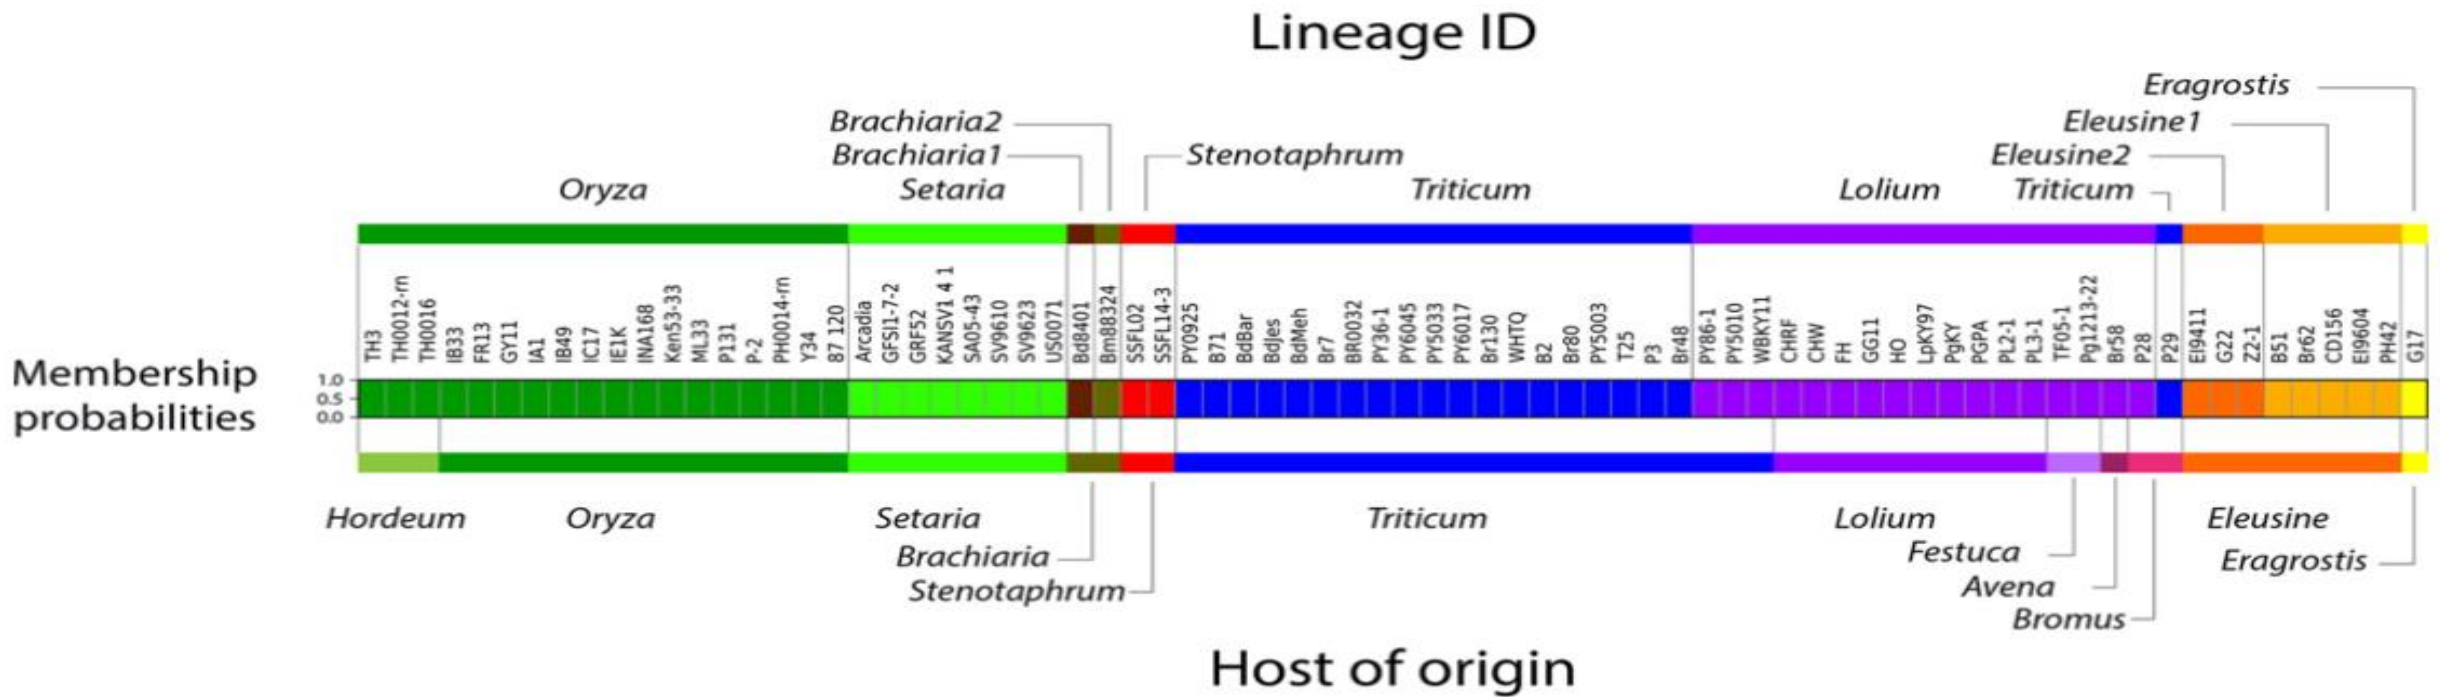 Lineage ID
Eragrostis
Brachiaria2
Eleusine1
Brachiaria1
Stenotaphrum
Eleusine2
Oryza
Setaria
Triticum
Lolium
Triticum
TH3
TH0012-rn
TH0016
IB33
FR13
GY11
IA1
IB49
IC17
IE1K
INA168
Ken53-33
ML33
P131
P-2
PH0014-rn
Y34
87 120
Arcadia
GFSI1-7-2
GRF52
KANSV1 4 1
SA05-43
SV9610
SV9623
US0071
Bd8401
Bm88324
SSFL02
SSFL14-3
PY0925
B71
BdBar
BdJes
BdMeh
Br7
BR0032
PY36-1
PY6045
PY5033
PY6017
Br130
WHTQ
B2
Br80
PY5003
T25
P3
Br48
PY86-1
PY5010
WBKY11
CHRF
CHW
FH
GG11
HO
LpKY97
PgKY
PGPA
PL2-1
PL3-1
TF05-1
Pg1213-22
Br58
P28
P29
EI9411
G22
Z2-1
B51
Br62
CD156
EI9604
PH42
G17
Membership
probabilities
1.0
0.5
0.0
Hordeum
Oryza
Setaria
Triticum
Lolium
Eleusine
Brachiaria
Festuca
Eragrostis
Stenotaphrum
Avena
Bromus
Host of origin